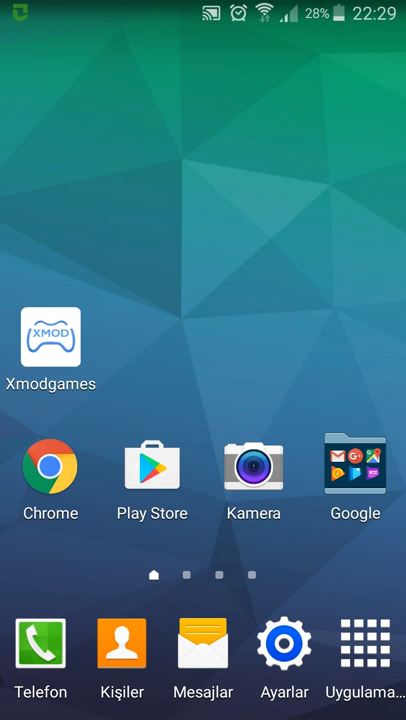 28% 22:29
XMOD
Xmodgames
Chrome Play Store Kamera Google
Telefon Kişiler Mesajlar Ayarlar Uygulama...